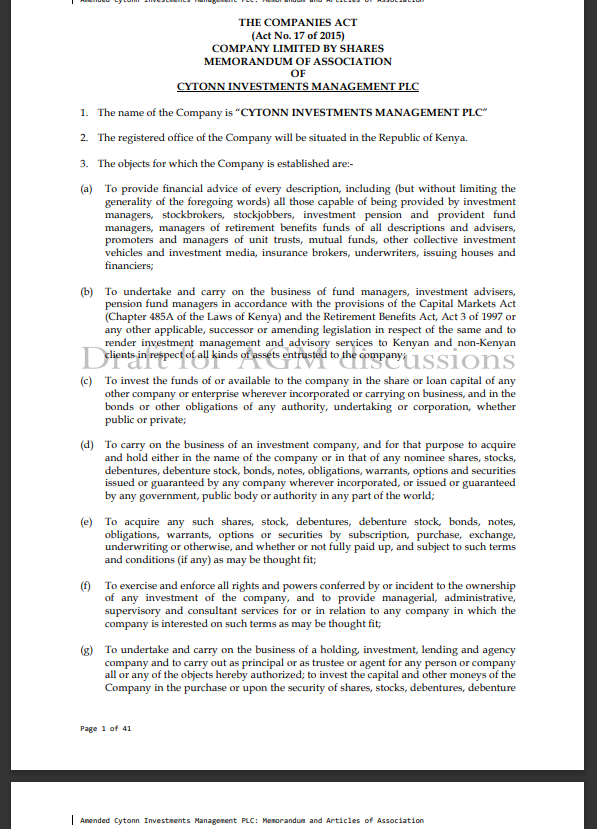 Amended Cytonn Investments Management PLC: Memorandum and Articles of Association
THE COMPANIES ACT
(Act No. 17 of 2015)
COMPANY LIMITED BY SHARES
MEMORANDUM OF ASSOCIATION
OF
CYTONN INVESTMENTS MANAGEMENT PLC
1. The name of the Company is "CYTONN INVESTMENTS MANAGEMENT PLC"
2. The registered office of the Company will be situated in the Republic of Kenya.
3. The objects for which the Company is established are:-
(a) To provide financial advice of every description, including (but without limiting the
generality of the foregoing words) all those capable of being provided by investment
managers, stockbrokers, stockjobbers, investment pension and provident fund
managers, managers of retirement benefits funds of all descriptions and advisers,
promoters and managers of unit trusts, mutual funds, other collective investment
vehicles and investment media, insurance brokers, underwriters, issuing houses and
financiers;
(b) To undertake and carry on the business of fund managers, investment advisers,
pension fund managers in accordance with the provisions of the Capital Markets Act
(Chapter 485A of the Laws of Kenya) and the Retirement Benefits Act, Act 3 of 1997 or
any other applicable, successor or amending legislation in respect of the same and to
render investment management and advisory services to Kenyan and non-Kenyan
clients in respect of all kinds of assets entrusted to the company;
Draft for AGM discussions
(c) To invest the funds of or available to the company in the share or loan capital of any
other company or enterprise wherever incorporated or carrying on business, and in the
bonds or other obligations of any authority, undertaking or corporation, whether
public or private;
(d) To carry on the business of an investment company, and for that purpose to acquire
and hold either in the name of the company or in that of any nominee shares, stocks,
debentures, debenture stock, bonds, notes, obligations, warrants, options and securities
issued or guaranteed by any company wherever incorporated, or issued or guaranteed
by any government, public body or authority in any part of the world;
(e) To acquire any such shares, stock, debentures, debenture stock, bonds, notes,
obligations, warrants, options or securities by subscription, purchase, exchange,
underwriting or otherwise, and whether or not fully paid up, and subject to such terms
and conditions (if any) as may be thought fit;
(f) To exercise and enforce all rights and powers conferred by or incident to the ownership
of any investment of the company, and to provide managerial, administrative,
supervisory and consultant services for or in relation to any company in which the
company is interested on such terms as may be thought fit;
(g) To undertake and carry on the business of a holding, investment, lending and agency
company and to carry out as principal or as trustee or agent for any person or company
all or any of the objects hereby authorized; to invest the capital and other moneys of the
Company in the purchase or upon the security of shares, stocks, debentures, debenture
Page 1 of 41
Amended Cytonn Investments Management PLC: Memorandum and Articles of Association